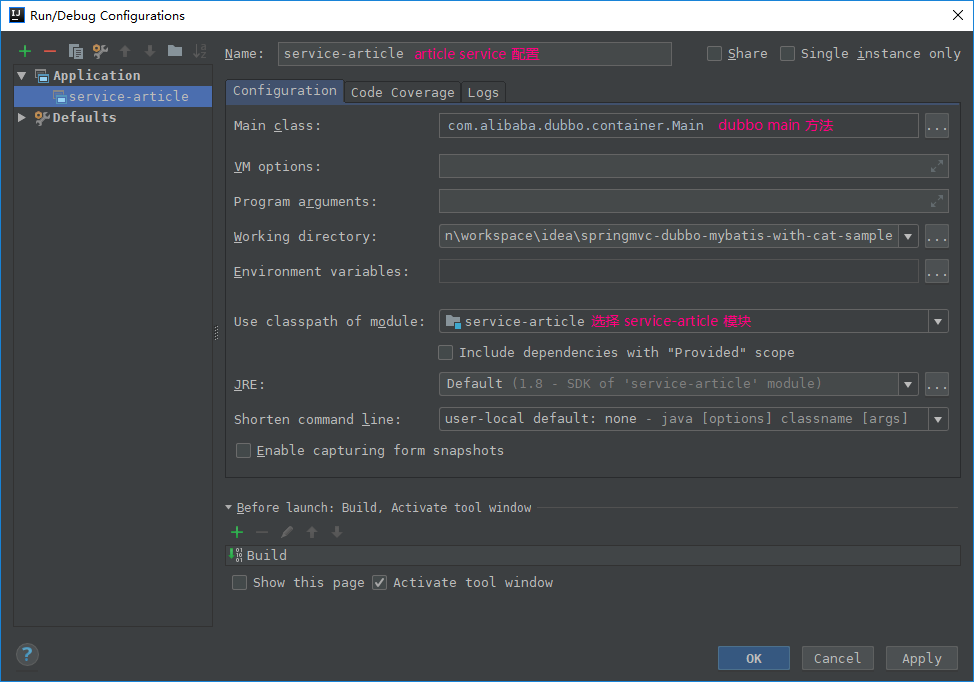 Run/Debug Configurations
Name: service-article article service 配置 Share Single instance only
Application
service-article
Defaults
Configuration Code Coverage Logs
Main class: com.alibaba.dubbo.container.Main dubbo main 方法 ...
VM options:
Program arguments:
Working directory: n\workspace\idea\springmvc-dubbo-mybatis-with-cat-sample ...
Environment variables: ...
Use classpath of module: service-article 选择 service-article 模块
Include dependencies with "Provided" scope
JRE: Default (1.8 - SDK of 'service-article' module) ...
Shorten command line: user-local default: none - java [options] classname [args]
Enable capturing form snapshots
Before launch: Build, Activate tool window
Build
Show this page Activate tool window
? OK Cancel Apply